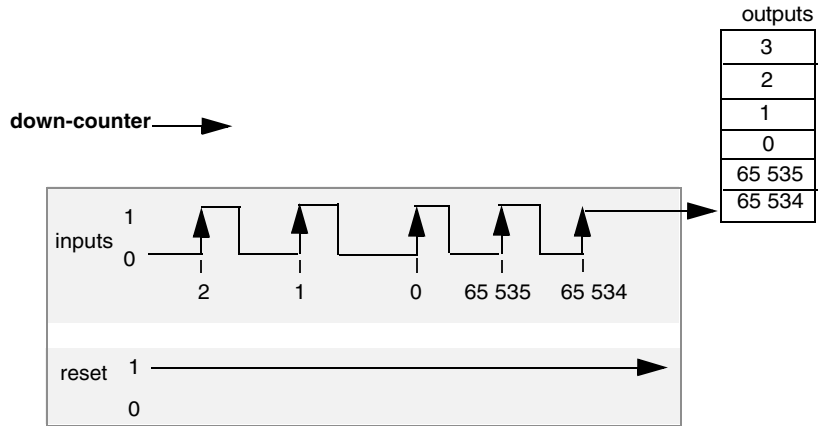 outputs
3
2
1
0
65 535
65 534
down-counter
1
inputs
0
2 1 0 65 535 65 534
reset 1
0